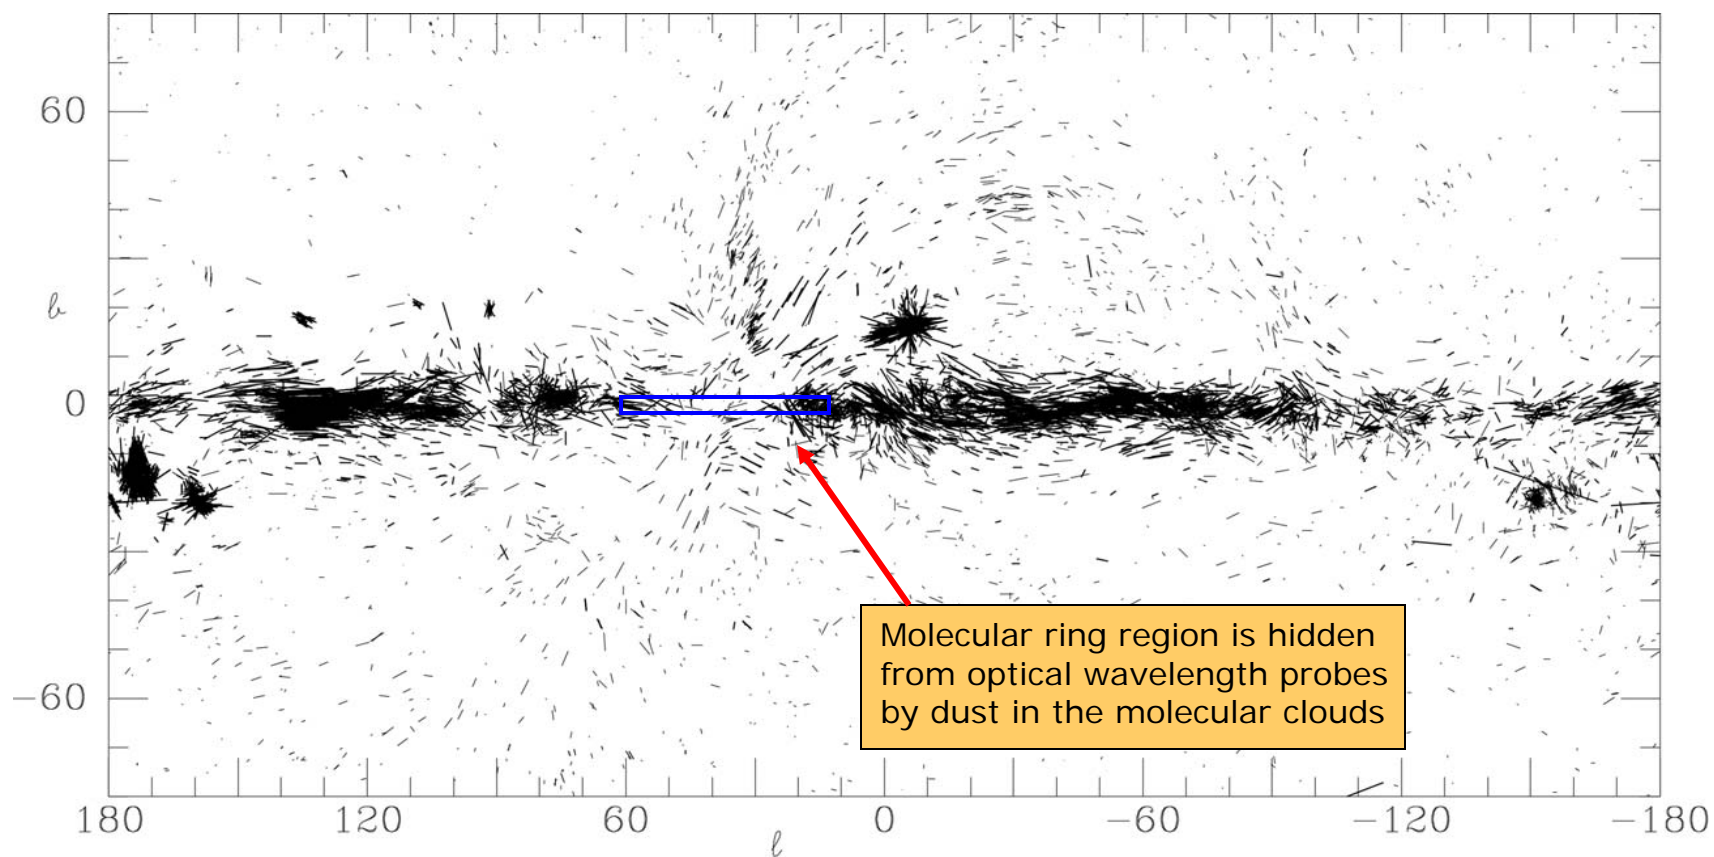 60
b
0
Molecular ring region is hidden
from optical wavelength probes
by dust in the molecular clouds
−60
180 120 60 0 −60 −120 −180
ℓ